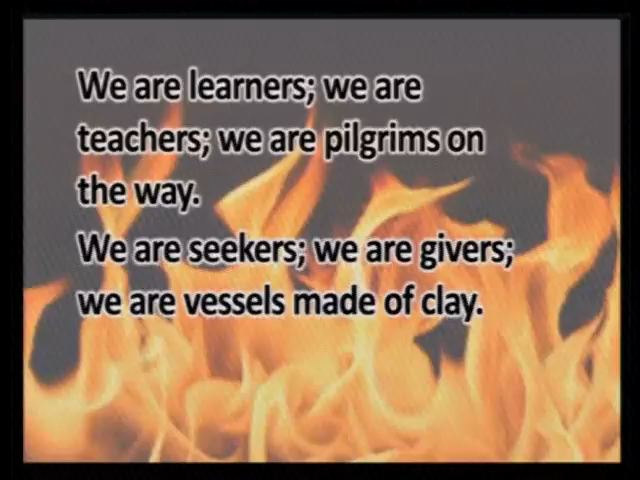 We are learners; we are
teachers; we are pilgrims on
the way.
We are seekers; we are givers;
we are vessels made of clay.